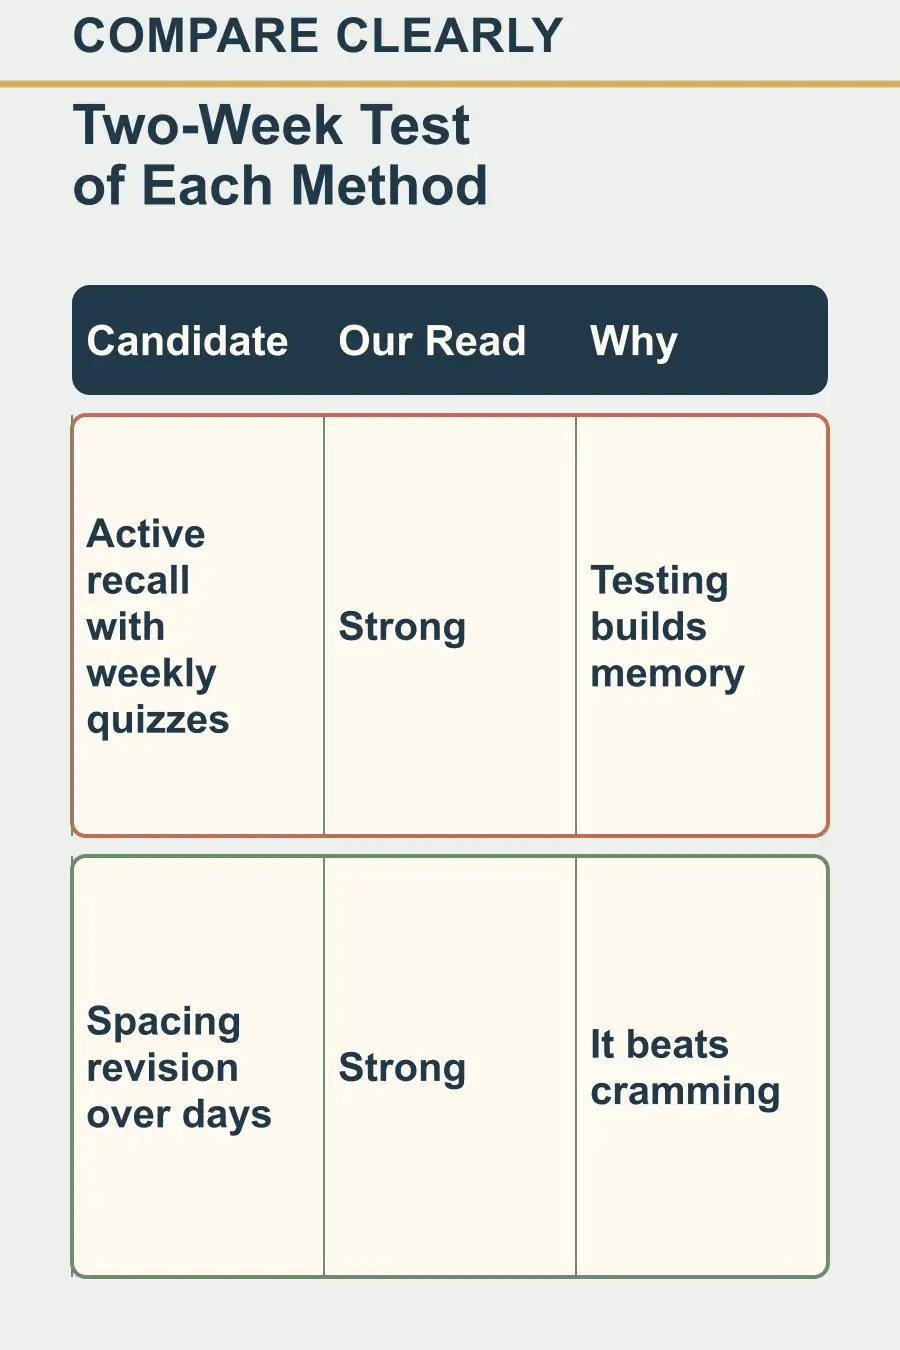 COMPARE CLEARLY
Two-Week Test
of Each Method
Candidate Our Read Why
Active
recall
with
weekly
quizzes
Strong
Testing
builds
memory
Spacing
revision
over days
Strong
It beats
cramming